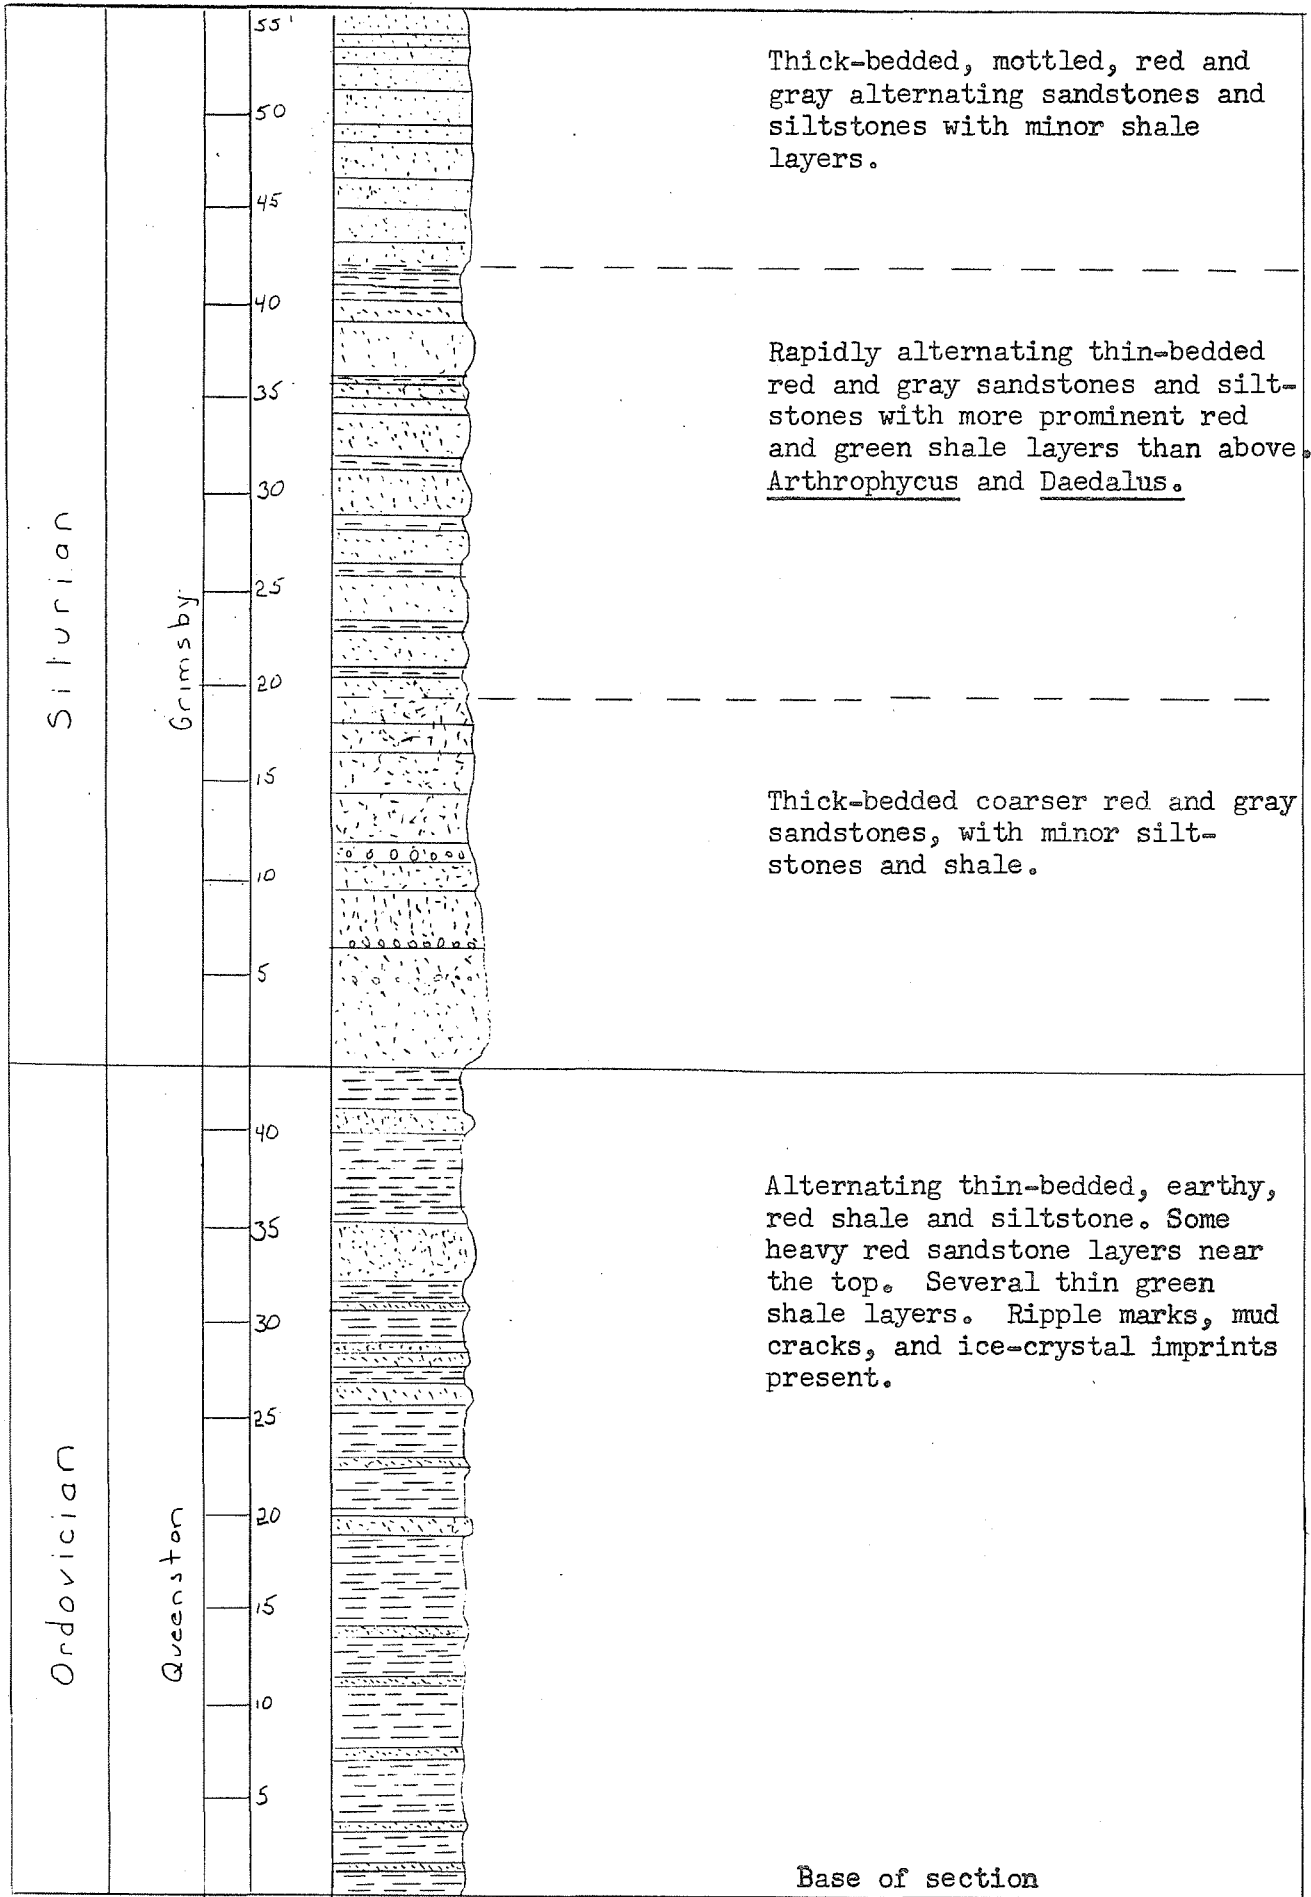 55'
50
45
40
35
30
25
20
15
10
5
Thick-bedded, mottled, red and
gray alternating sandstones and
siltstones with minor shale
layers.
Rapidly alternating thin-bedded
red and gray sandstones and silt-
stones with more prominent red
and green shale layers than above.
Arthrophycus and Daedalus.
Silurian
Grimsby
Thick-bedded coarser red and gray
sandstones, with minor silt-
stones and shale.
40
35
30
25
20
15
10
5
Alternating thin-bedded, earthy,
red shale and siltstone. Some
heavy red sandstone layers near
the top. Several thin green
shale layers. Ripple marks, mud
cracks, and ice-crystal imprints
present.
Ordovician
Queenston
Base of section